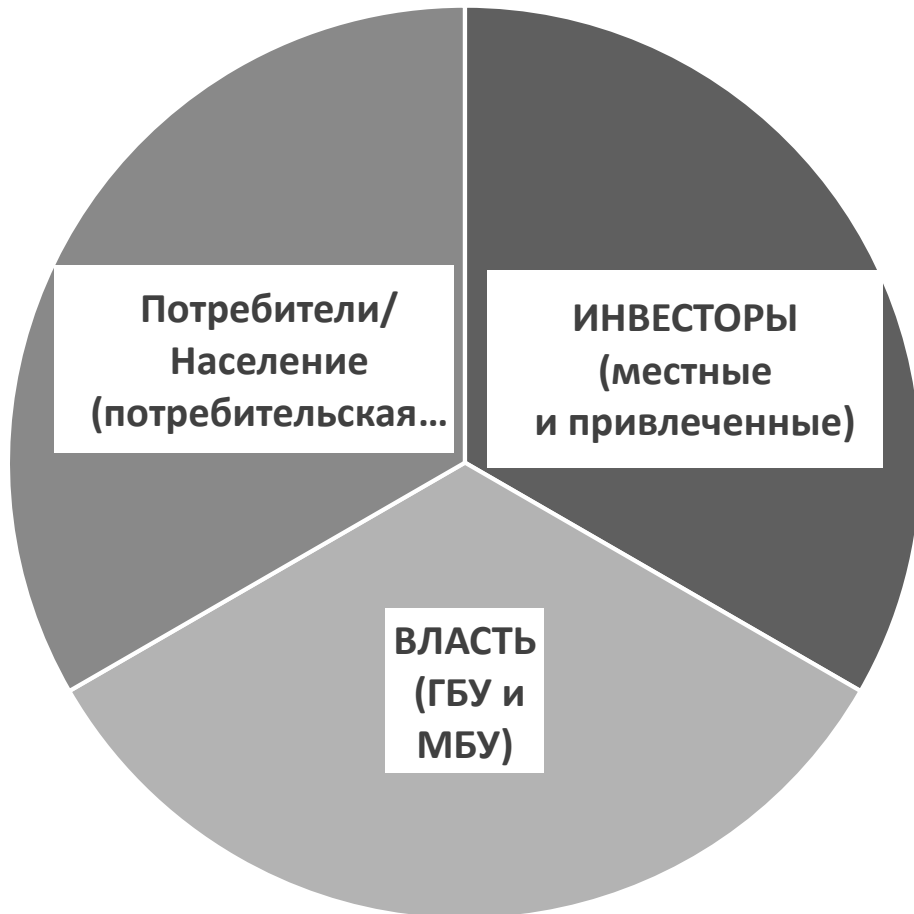 Потребители/
Население
(потребительская...
ИНВЕСТОРЫ
(местные
и привлеченные)
ВЛАСТЬ
(ГБУ и
МБУ)